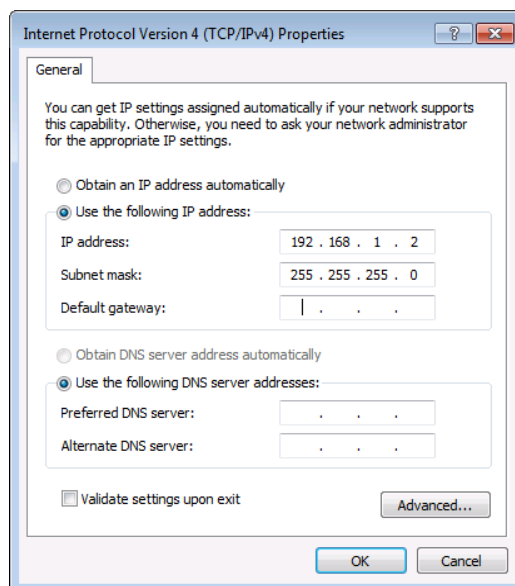 Internet Protocol Version 4 (TCP/IPv4) Properties
General
You can get IP settings assigned automatically if your network supports
this capability. Otherwise, you need to ask your network administrator
for the appropriate IP settings.
Obtain an IP address automatically
Use the following IP address:
IP address: 192 . 168 . 1 . 2
Subnet mask: 255 . 255 . 255 . 0
Default gateway: . . .
Obtain DNS server address automatically
Use the following DNS server addresses:
Preferred DNS server: . . .
Alternate DNS server: . . .
Validate settings upon exit
Advanced...
OK Cancel